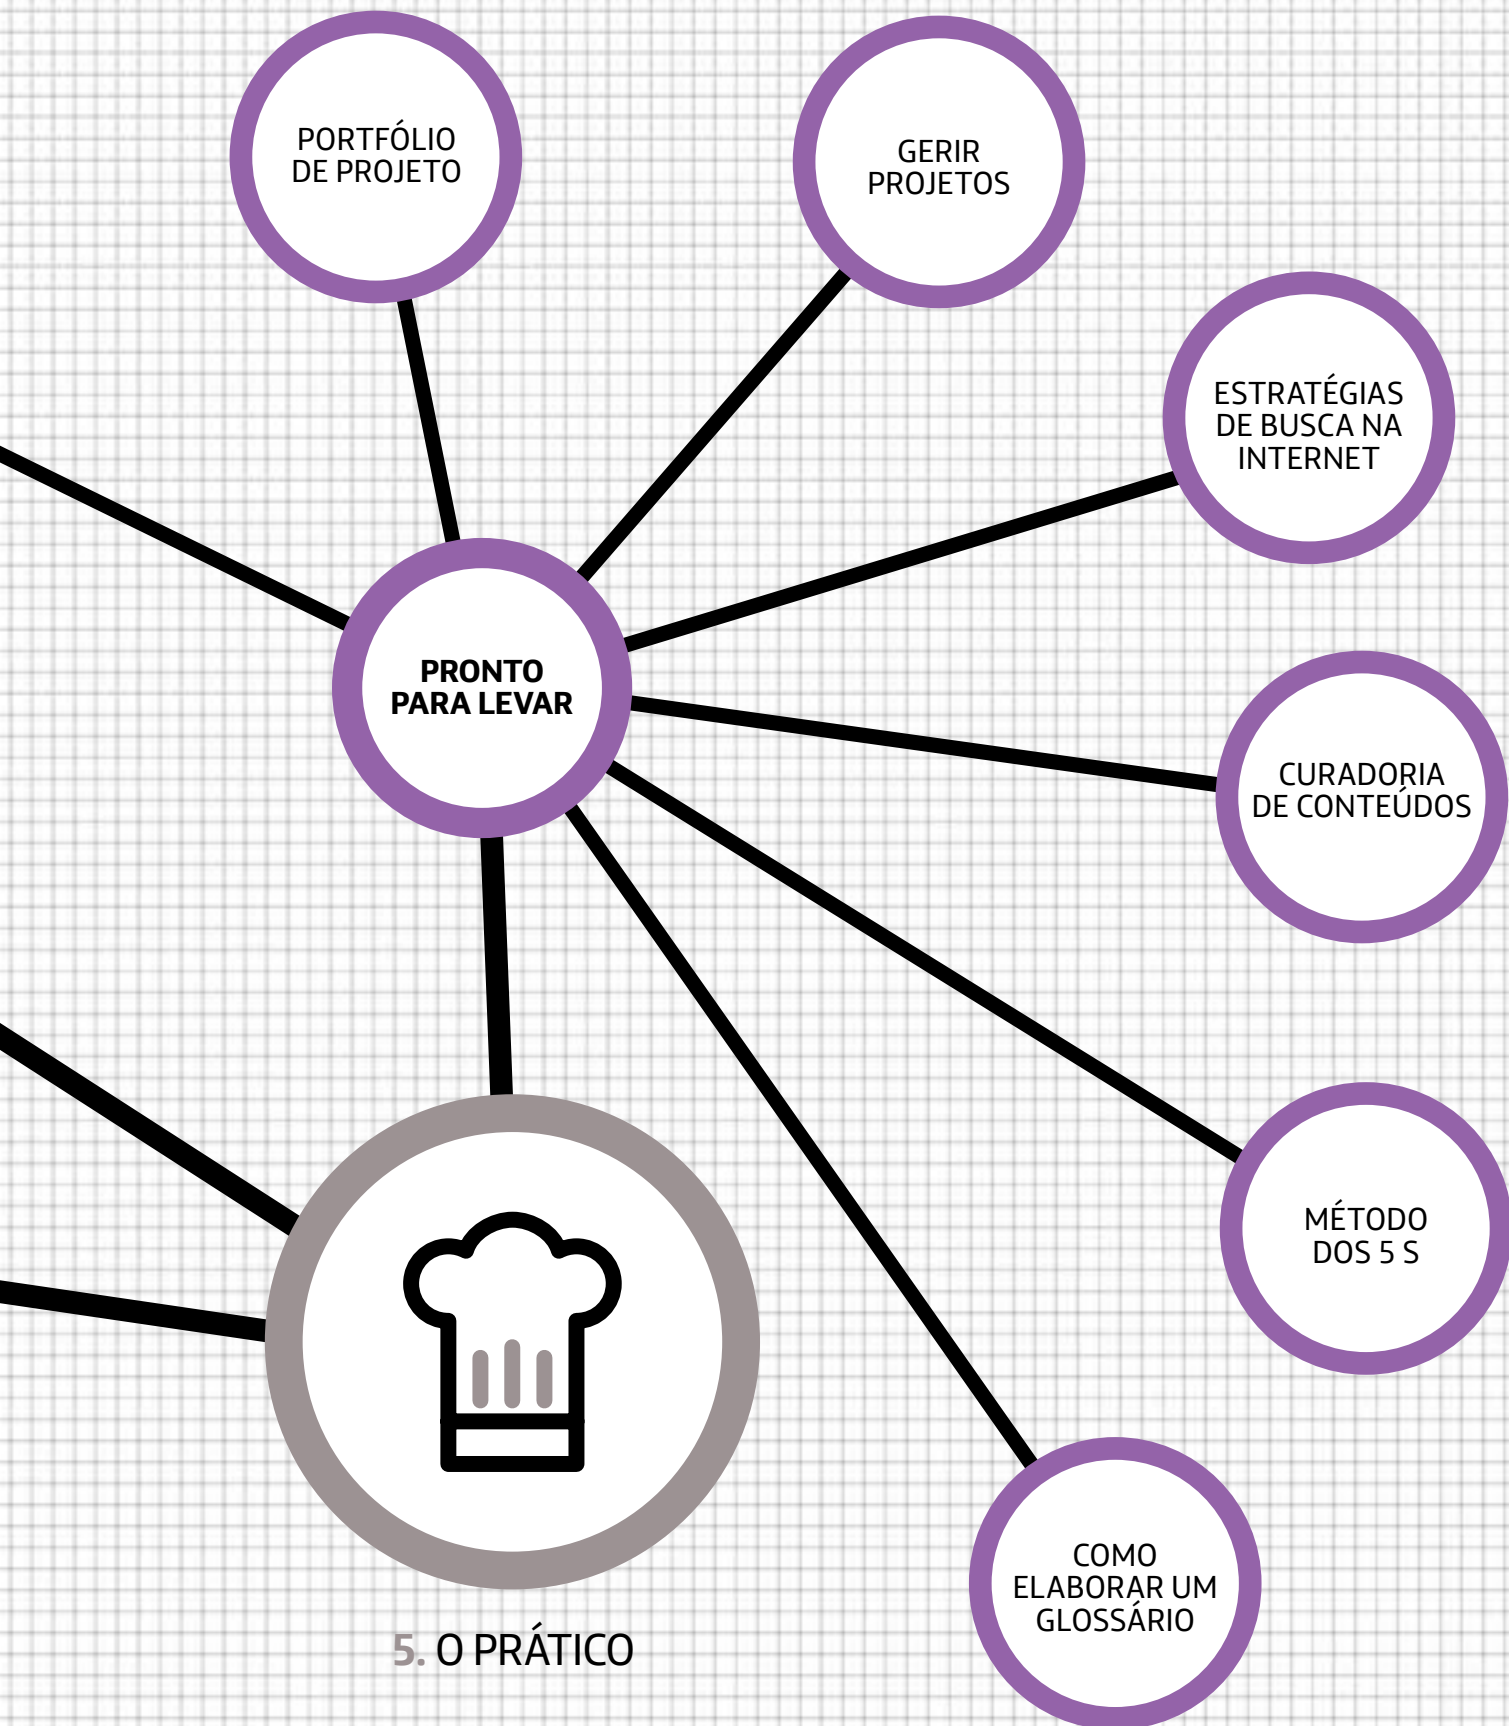 PORTFÓLIO
DE PROJETO
GERIR
PROJETOS
ESTRATÉGIAS
DE BUSCA NA
INTERNET
PRONTO
PARA LEVAR
CURADORIA
DE CONTEÚDOS
MÉTODO
DOS 5 S
COMO
ELABORAR UM
GLOSSÁRIO
5. O PRÁTICO